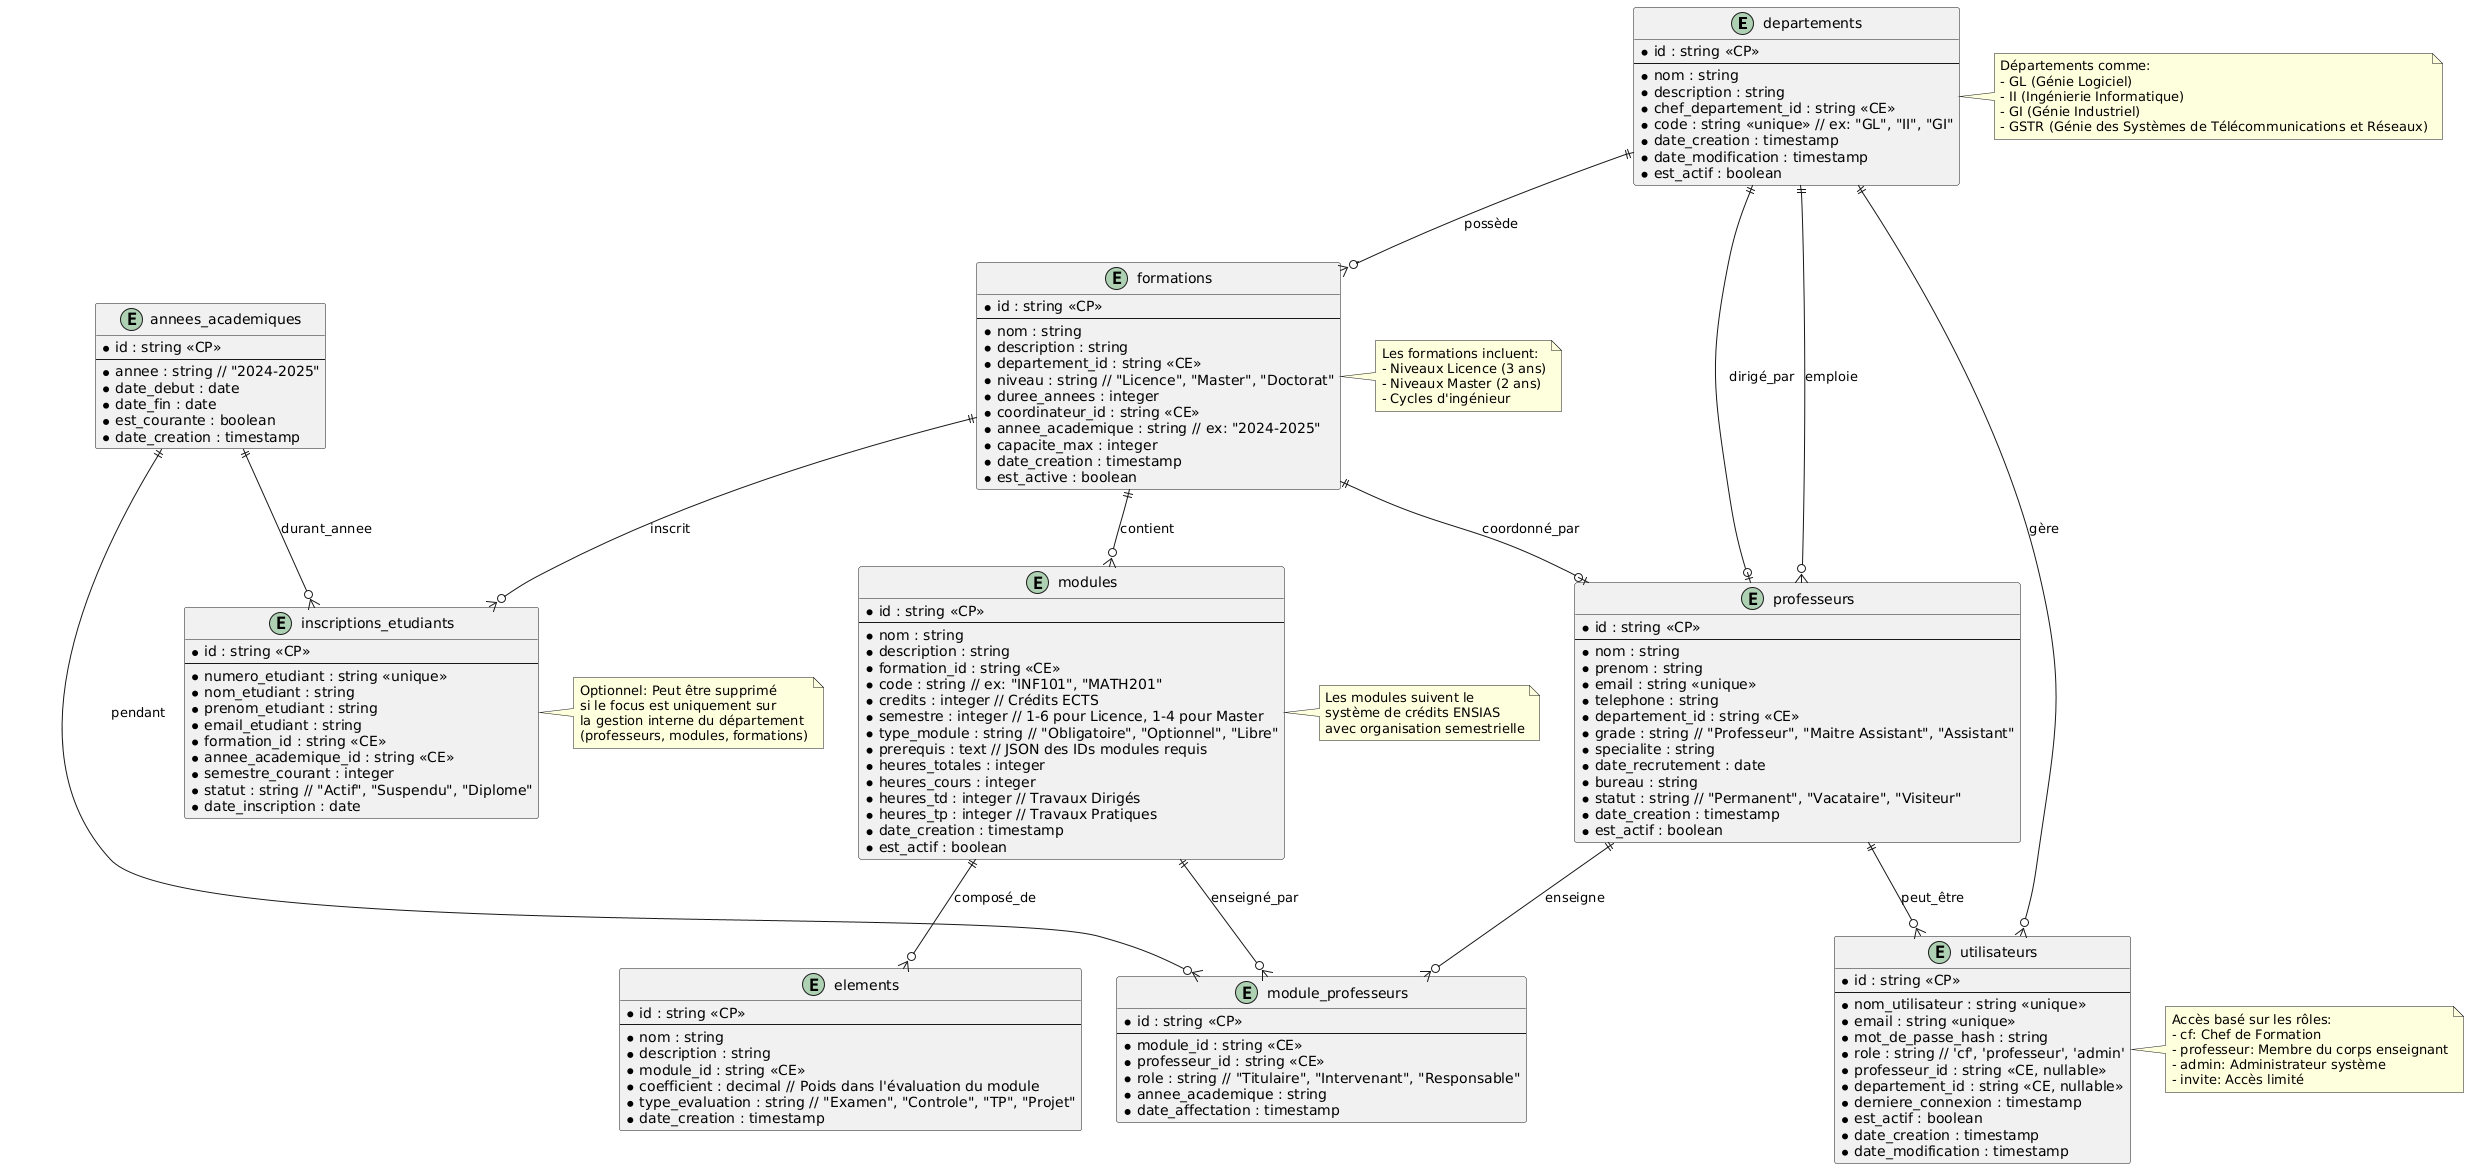 E departements
id : string «CP»
nom : string
description : string
chef_departement_id : string «CE»
code : string «unique» // ex: "GL", "II", "GI"
date_creation : timestamp
date_modification : timestamp
est_actif : boolean
Départements comme:
- GL (Génie Logiciel)
- II (Ingénierie Informatique)
- GI (Génie Industriel)
- GSTR (Génie des Systèmes de Télécommunications et Réseaux)
possède
E formations
id : string «CP»
nom : string
description : string
departement_id : string «CE»
niveau : string // "Licence", "Master", "Doctorat"
duree_annees : integer
coordinateur_id : string «CE»
annee_academique : string // ex: "2024-2025"
capacite_max : integer
date_creation : timestamp
est_active : boolean
Les formations incluent:
- Niveaux Licence (3 ans)
- Niveaux Master (2 ans)
- Cycles d'ingénieur
dirigé_par
emploie
E annees_academiques
id : string «CP»
annee : string // "2024-2025"
date_debut : date
date_fin : date
est_courante : boolean
date_creation : timestamp
durant_annee
inscrit
contient
coordonné_par
gère
E inscriptions_etudiants
id : string «CP»
numero_etudiant : string «unique»
nom_etudiant : string
prenom_etudiant : string
email_etudiant : string
formation_id : string «CE»
annee_academique_id : string «CE»
semestre_courant : integer
statut : string // "Actif", "Suspendu", "Diplome"
date_inscription : date
pendant
Optionnel: Peut être supprimé
si le focus est uniquement sur
la gestion interne du département
(professeurs, modules, formations)
E modules
id : string «CP»
nom : string
description : string
formation_id : string «CE»
code : string // ex: "INF101", "MATH201"
credits : integer // Crédits ECTS
semestre : integer // 1-6 pour Licence, 1-4 pour Master
type_module : string // "Obligatoire", "Optionnel", "Libre"
prerequis : text // JSON des IDs modules requis
heures_totales : integer
heures_cours : integer
heures_td : integer // Travaux Dirigés
heures_tp : integer // Travaux Pratiques
date_creation : timestamp
est_actif : boolean
Les modules suivent le
système de crédits ENSIAS
avec organisation semestrielle
E professeurs
id : string «CP»
nom : string
prenom : string
email : string «unique»
telephone : string
departement_id : string «CE»
grade : string // "Professeur", "Maitre Assistant", "Assistant"
specialite : string
date_recrutement : date
bureau : string
statut : string // "Permanent", "Vacataire", "Visiteur"
date_creation : timestamp
est_actif : boolean
composé_de
enseigné_par
enseigne
peut_être
E elements
id : string «CP»
nom : string
description : string
module_id : string «CE»
coefficient : decimal // Poids dans l'évaluation du module
type_evaluation : string // "Examen", "Controle", "TP", "Projet"
date_creation : timestamp
E module_professeurs
id : string «CP»
module_id : string «CE»
professeur_id : string «CE»
role : string // "Titulaire", "Intervenant", "Responsable"
annee_academique : string
date_affectation : timestamp
E utilisateurs
id : string «CP»
nom_utilisateur : string «unique»
email : string «unique»
mot_de_passe_hash : string
role : string // 'cf', 'professeur', 'admin'
professeur_id : string «CE, nullable»
departement_id : string «CE, nullable»
derniere_connexion : timestamp
est_actif : boolean
date_creation : timestamp
date_modification : timestamp
Accès basé sur les rôles:
- cf: Chef de Formation
- professeur: Membre du corps enseignant
- admin: Administrateur système
- invite: Accès limité